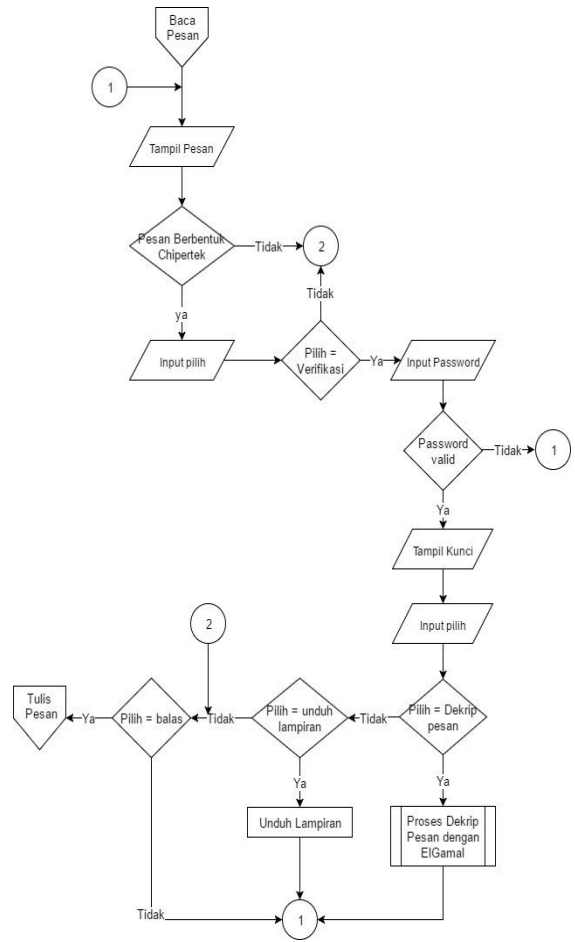 Baca
Pesan
1
Tampil Pesan
Pesan Berbentuk
Chipertek
Tidak
2
Tidak
ya
Input pilih
Pilih =
Verifikasi
Ya
Input Password
Password
valid
Tidak
1
Ya
Tampil Kunci
Input pilih
2
Tulis
Pesan
Ya
Pilih = balas
Tidak
Pilih = unduh
lampiran
Tidak
Pilih = Dekrip
pesan
Ya
Ya
Unduh Lampiran
Proses Dekrip
Pesan dengan
ElGamal
Tidak
1